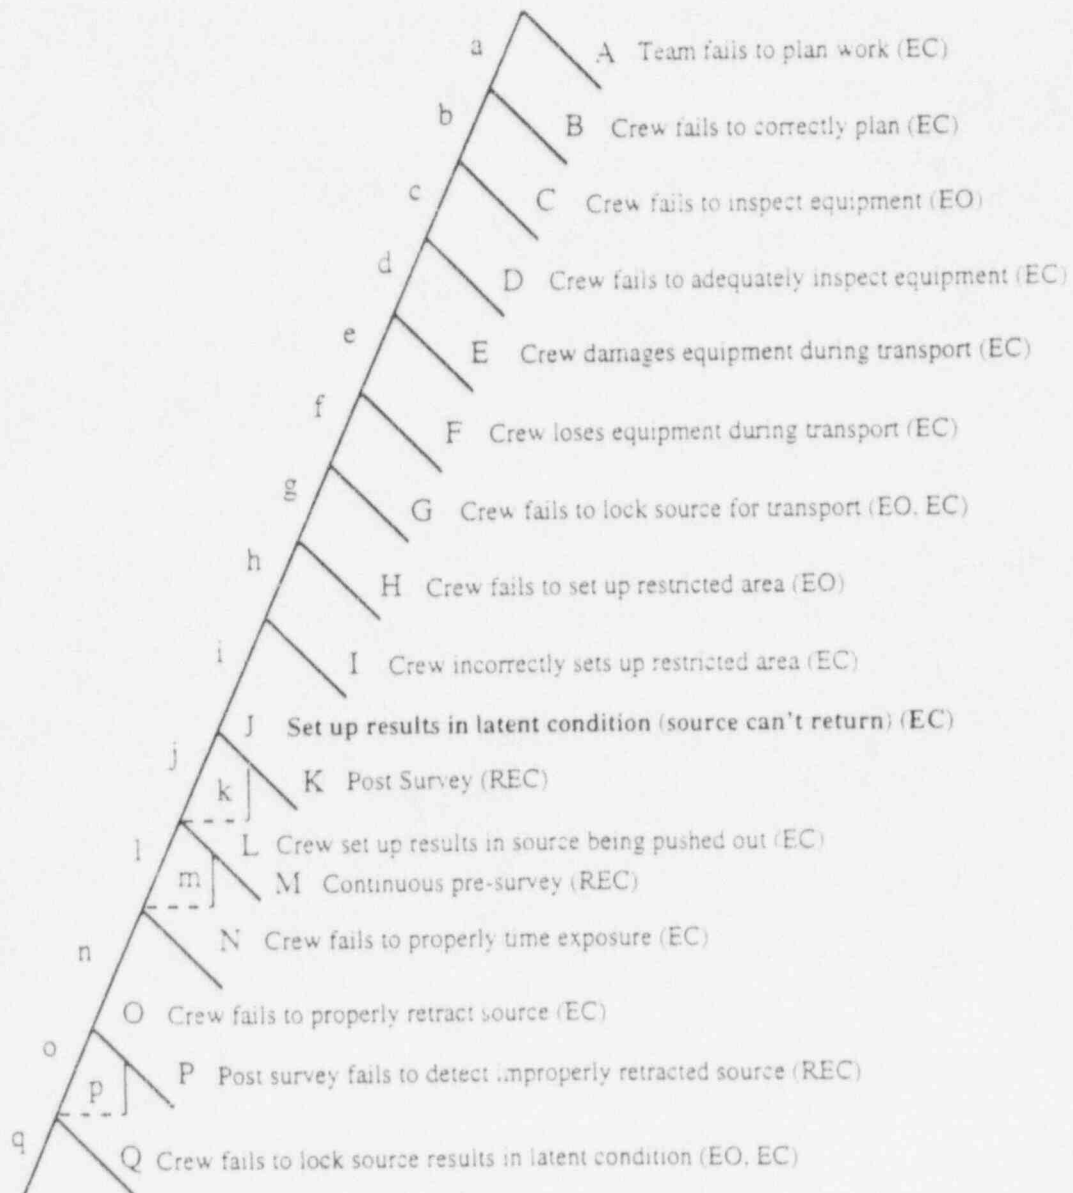 a
A Team fails to plan work (EC)
b
B Crew fails to correctly plan (EC)
c
C Crew fails to inspect equipment (EO)
d
D Crew fails to adequately inspect equipment (EC)
e
E Crew damages equipment during transport (EC)
f
F Crew loses equipment during transport (EC)
g
G Crew fails to lock source for transport (EO, EC)
h
H Crew fails to set up restricted area (EO)
i
I Crew incorrectly sets up restricted area (EC)
J Set up results in latent condition (source can't return) (EC)
j
k
K Post Survey (REC)
l
L Crew set up results in source being pushed out (EC)
m
M Continuous pre-survey (REC)
n
N Crew fails to properly time exposure (EC)
O Crew fails to properly retract source (EC)
o
p
P Post survey fails to detect improperly retracted source (REC)
q
Q Crew fails to lock source results in latent condition (EO, EC)